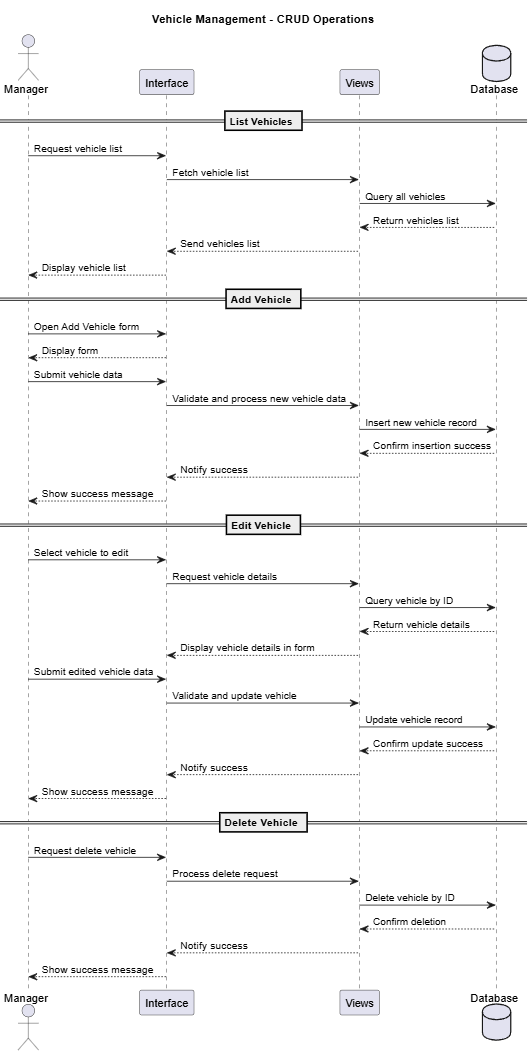 Vehicle Management - CRUD Operations
Manager
Interface
Views
Database
List Vehicles
Request vehicle list
Fetch vehicle list
Query all vehicles
Return vehicles list
Send vehicles list
Display vehicle list
Add Vehicle
Open Add Vehicle form
Display form
Submit vehicle data
Validate and process new vehicle data
Insert new vehicle record
Confirm insertion success
Notify success
Show success message
Edit Vehicle
Select vehicle to edit
Request vehicle details
Query vehicle by ID
Return vehicle details
Display vehicle details in form
Submit edited vehicle data
Validate and update vehicle
Update vehicle record
Confirm update success
Notify success
Show success message
Delete Vehicle
Request delete vehicle
Process delete request
Delete vehicle by ID
Confirm deletion
Notify success
Show success message
Manager
Interface
Views
Database